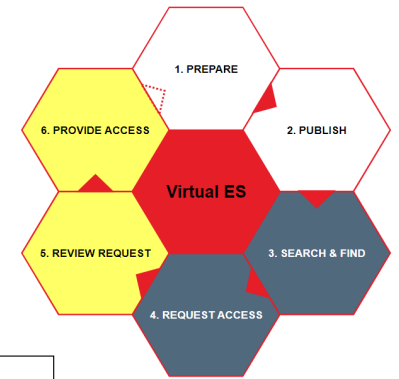 1. PREPARE
2. PUBLISH
3. SEARCH & FIND
4. REQUEST ACCESS
5. REVIEW REQUEST
6. PROVIDE ACCESS
Virtual ES